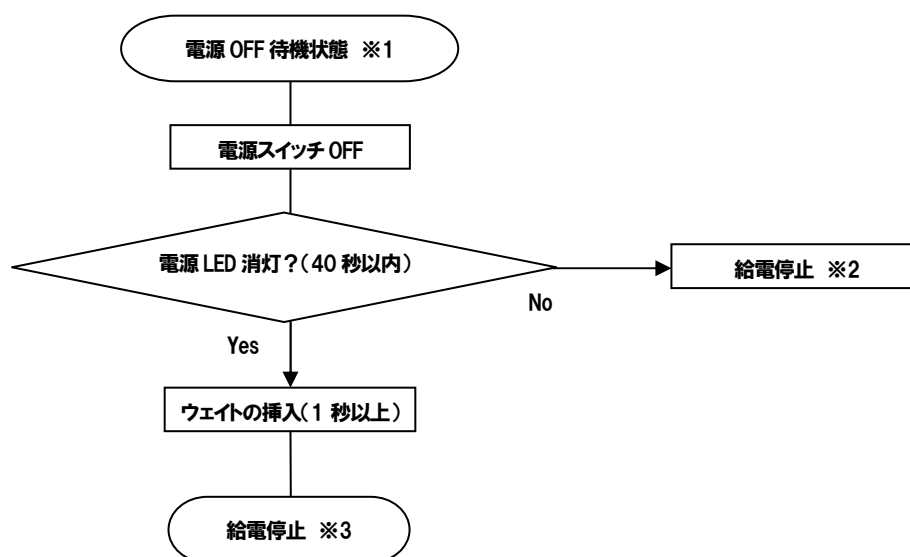 電源 OFF 待機状態 ※1
電源スイッチ OFF
電源 LED 消灯?(40 秒以内)
給電停止 ※2
No
Yes
ウェイトの挿入(1 秒以上)
給電停止 ※3